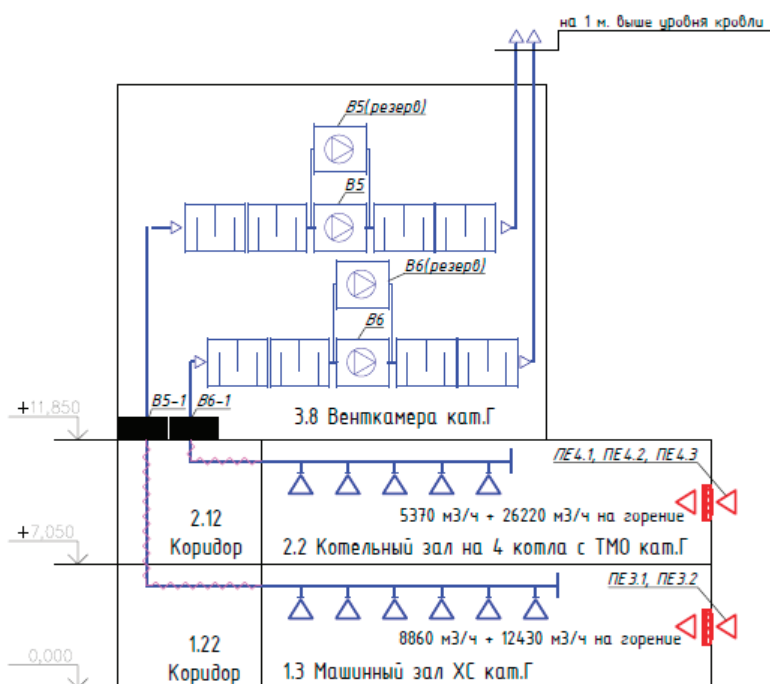 на 1 м. выше уровня кровли
В5(резерв)
В5
В6(резерв)
В6
В5-1
В6-1
+11,850
3.8 Венткамера кат.Г
ПЕ4.1, ПЕ4.2, ПЕ4.3
2.12
Коридор
5370 м3/ч + 26220 м3/ч на горение
+7,050
2.2 Котельный зал на 4 котла с ТМО кат.Г
ПЕ3.1, ПЕ3.2
1.22
Коридор
8860 м3/ч + 12430 м3/ч на горение
0,000
1.3 Машинный зал ХС кат.Г